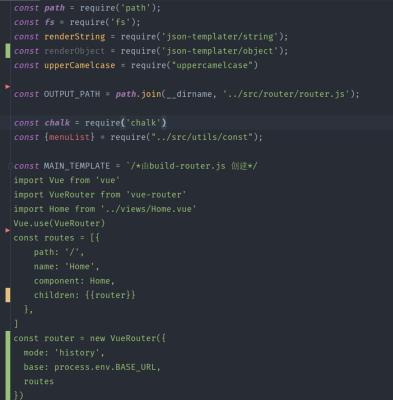 const path = require('path');
const fs = require('fs');
const renderString = require('json-templater/string');
const renderObject = require('json-templater/object');
const upperCamelcase = require("uppercamelcase")
const OUTPUT_PATH = path.join(__dirname, '../src/router/router.js');
const chalk = require('chalk')
const {menuList} = require("../src/utils/const");
const MAIN_TEMPLATE = `/*由build-router.js 创建*/
import Vue from 'vue'
import VueRouter from 'vue-router'
import Home from '../views/Home.vue'
Vue.use(VueRouter)
const routes = [{
path: '/',
name: 'Home',
component: Home,
children: {{router}}
},
]
const router = new VueRouter({
mode: 'history',
base: process.env.BASE_URL,
routes
})